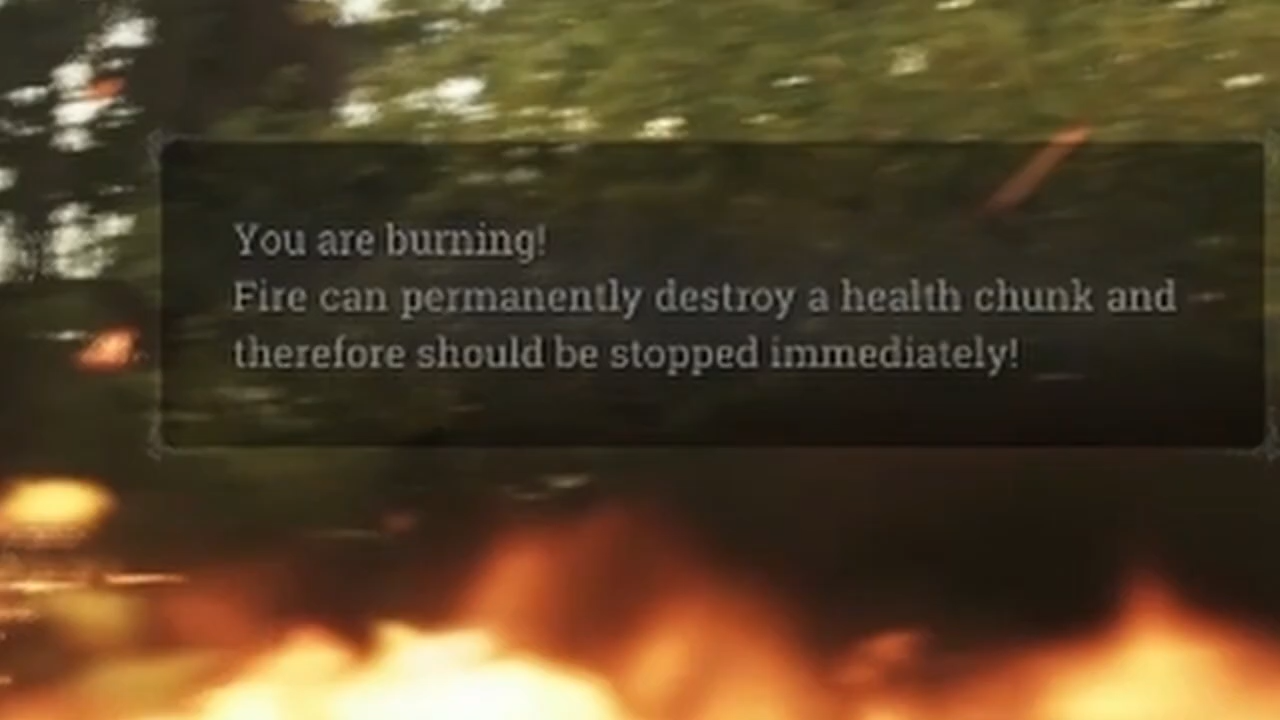 You are burning!
Fire can permanently destroy a health chunk and
therefore should be stopped immediately!